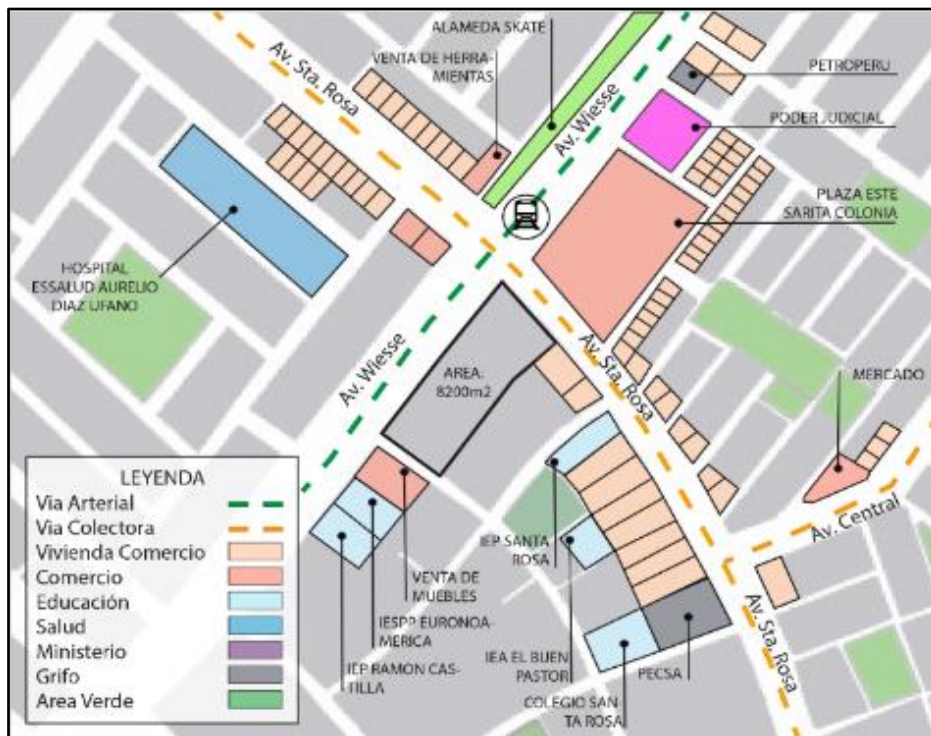 ALAMEDA SKATE
VENTA DE HERRA-
MIENTAS
Av. Sta. Rosa
Av. Wiesse
PETROPERU
PODER JUDICIAL
PLAZA ESTE
SARITA COLONIA
HOSPITAL
ESSALUD AURELIO
DIAZ UFANO
Av. Wiesse
AREA:
8200m2
Av. Sta. Rosa
MERCADO
Av. Central
IEP SANTA
ROSA
VENTA DE
MUEBLES
IESPP EURONOA-
MERICA
IEP RAMON CAS-
TILLA
IEA EL BUEN
PASTOR
COLEGIO SAN-
TA ROSA
PECSA
Av. Sta. Rosa
LEYENDA
Via Arterial
Via Colectora
Vivienda Comercio
Comercio
Educación
Salud
Ministerio
Grifo
Area Verde